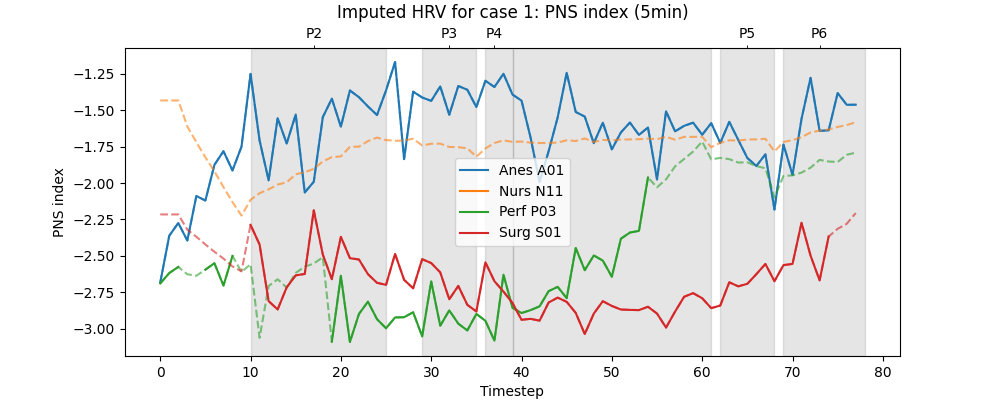 Imputed HRV for case 1: PNS index (5min)
P2 P3 P4 P5 P6
−1.25
−1.50
−1.75
−2.00
−2.25
−2.50
−2.75
−3.00
PNS index
Anes A01
Nurs N11
Perf P03
Surg S01
0 10 20 30 40 50 60 70 80
Timestep